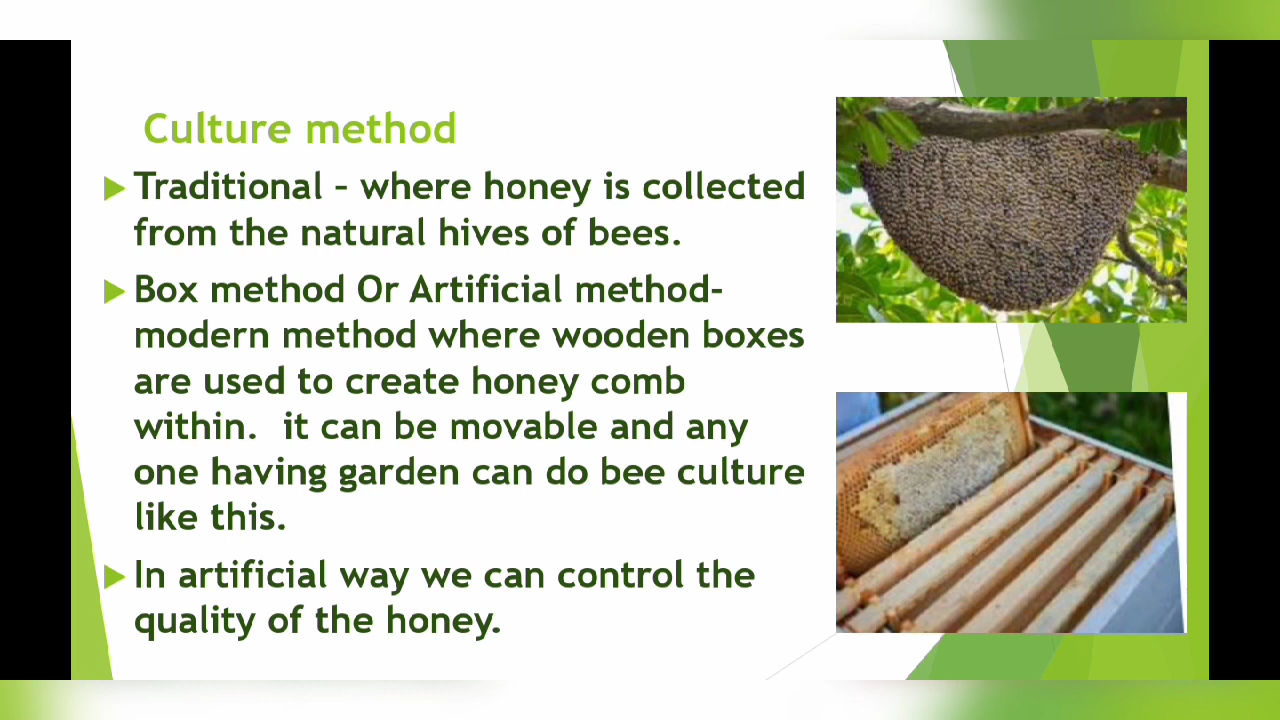 Culture method
Traditional – where honey is collected
from the natural hives of bees.
Box method Or Artificial method-
modern method where wooden boxes
are used to create honey comb
within.  it can be movable and any
one having garden can do bee culture
like this.
In artificial way we can control the
quality of the honey.